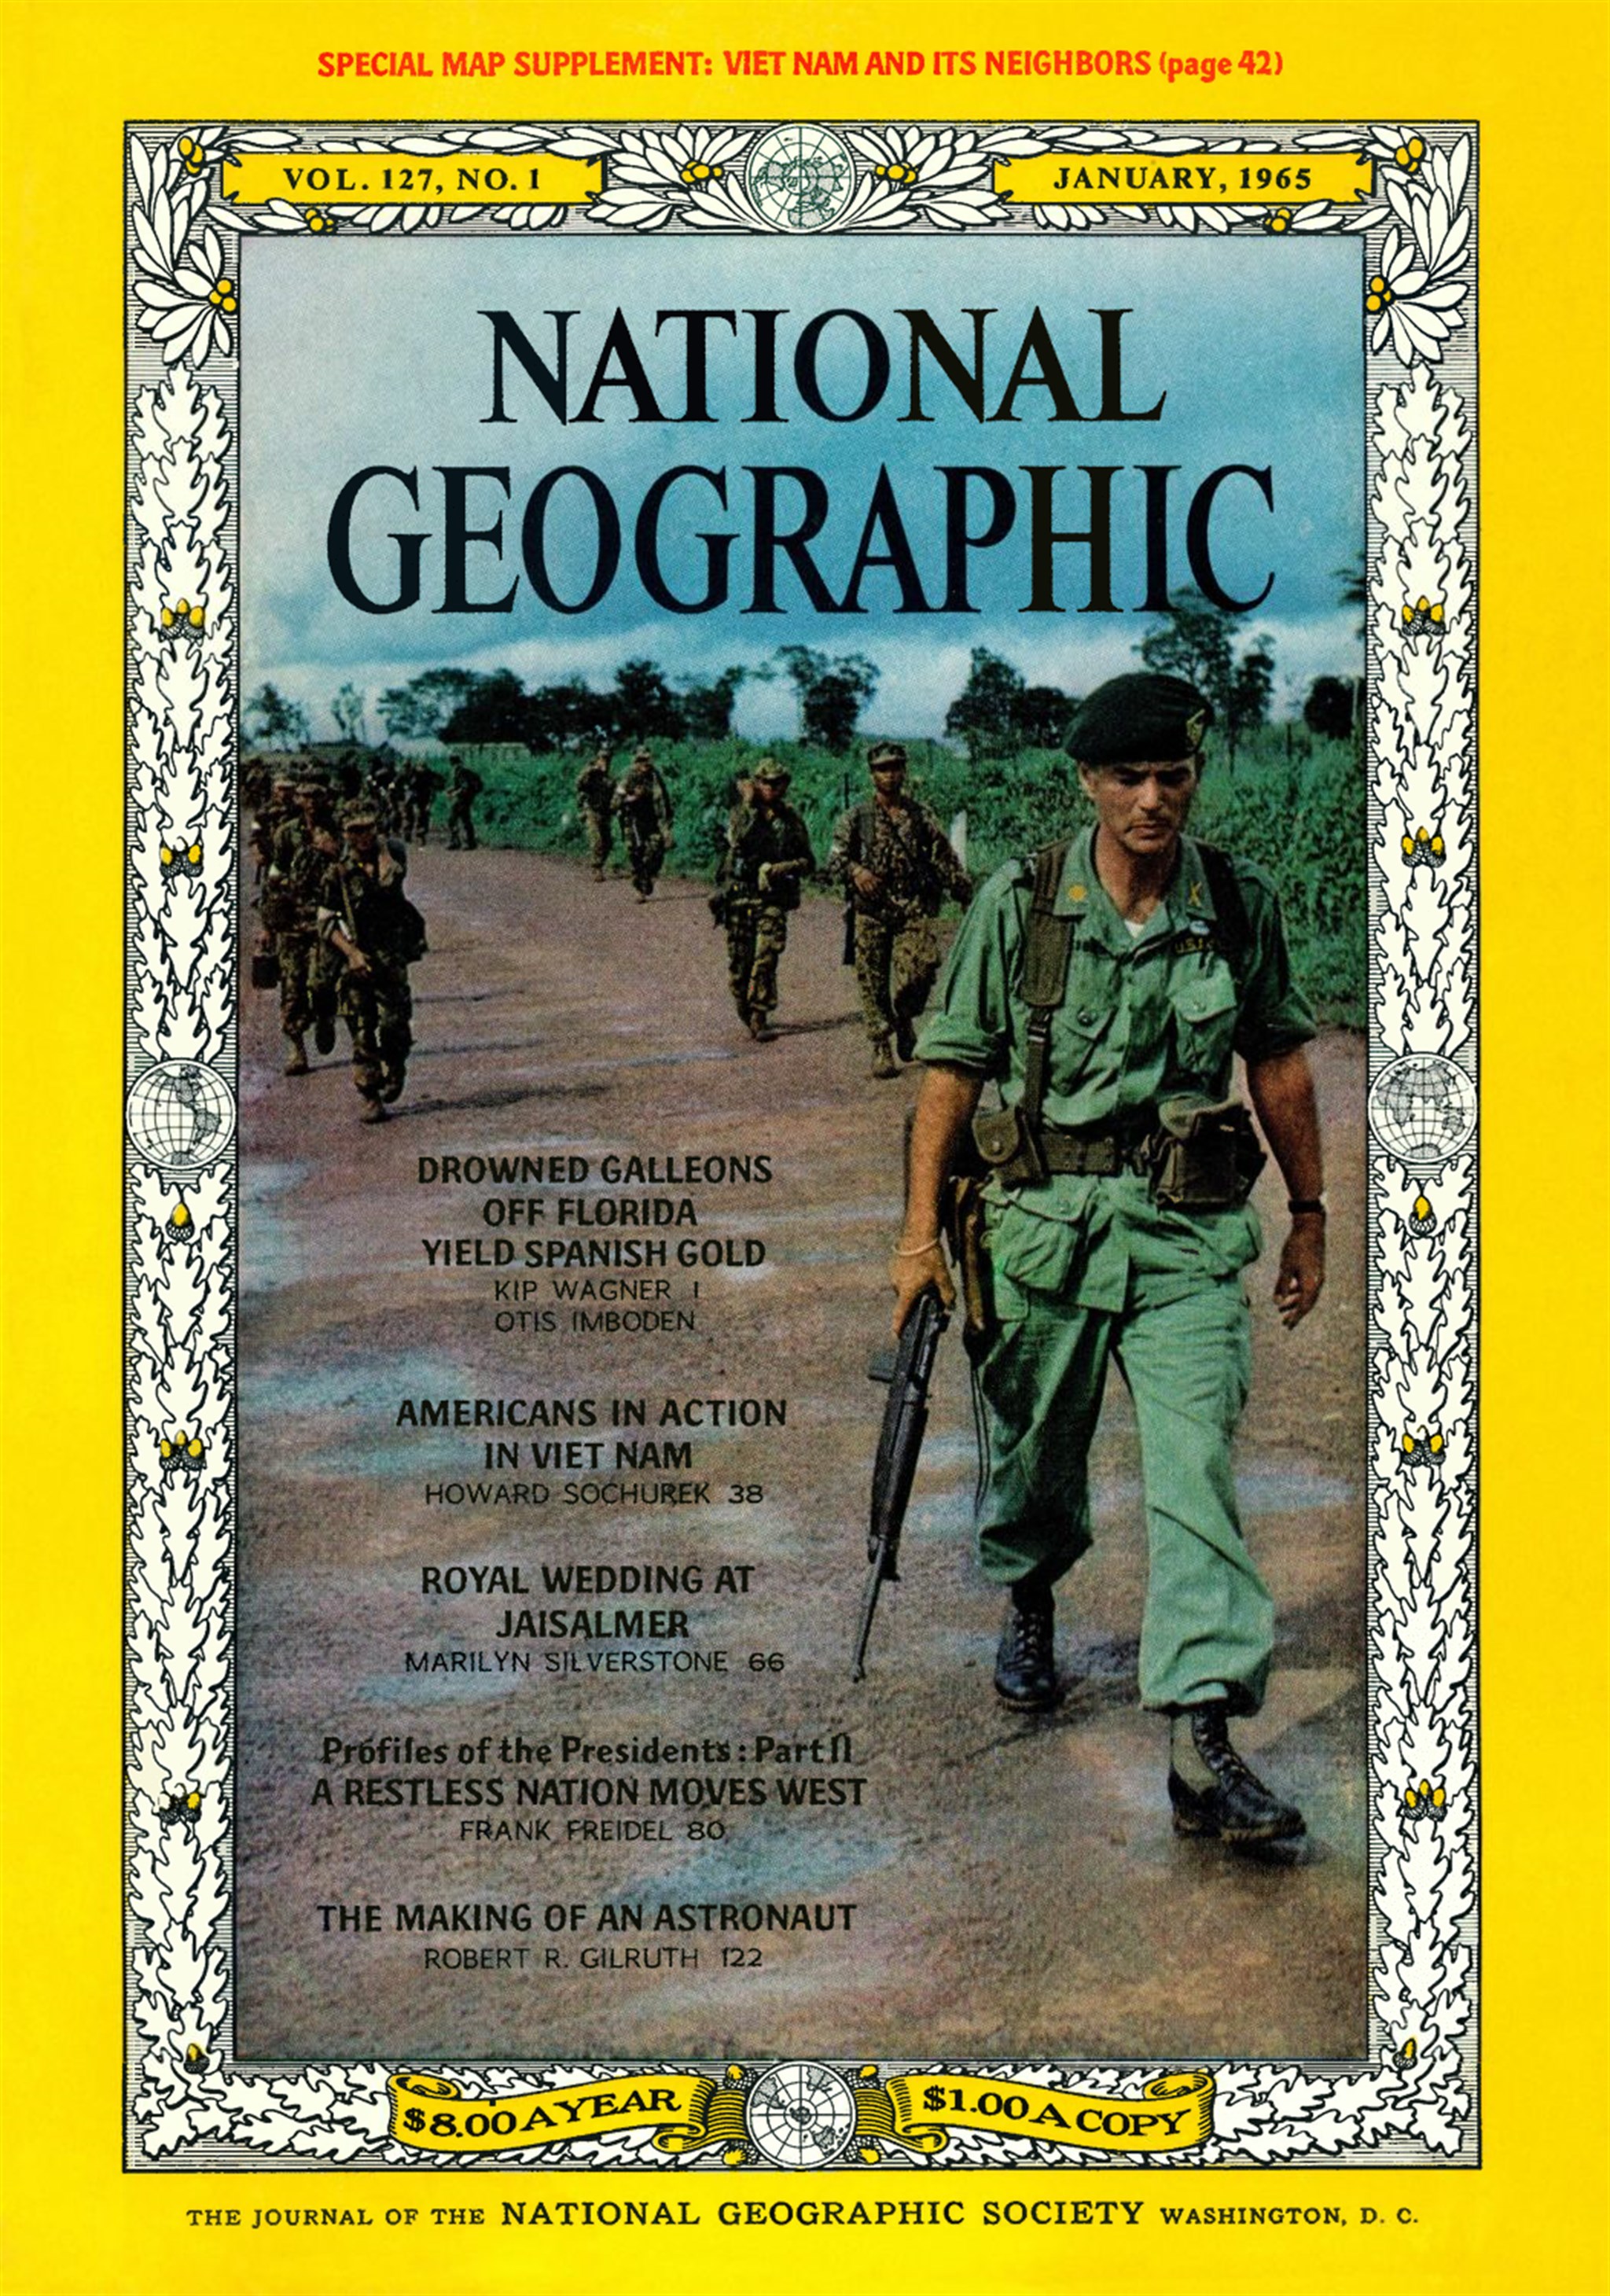 SPECIAL MAP SUPPLEMENT: VIET NAM AND ITS NEIGHBORS (page 42)
VOL. 127, NO. 1
JANUARY, 1965
NATIONAL
GEOGRAPHIC
DROWNED GALLEONS
OFF FLORIDA
YIELD SPANISH GOLD
KIP WAGNER 1
OTIS IMBODEN
AMERICANS IN ACTION
IN VIET NAM
HOWARD SOCHUREK 38
ROYAL WEDDING AT
JAISALMER
MARILYN SILVERSTONE 66
Profiles of the Presidents: Part II
A RESTLESS NATION MOVES WEST
FRANK FREIDEL 80
THE MAKING OF AN ASTRONAUT
ROBERT R. GILRUTH 122
$8.00 A YEAR
$1.00 A COPY
THE JOURNAL OF THE NATIONAL GEOGRAPHIC SOCIETY WASHINGTON, D. C.